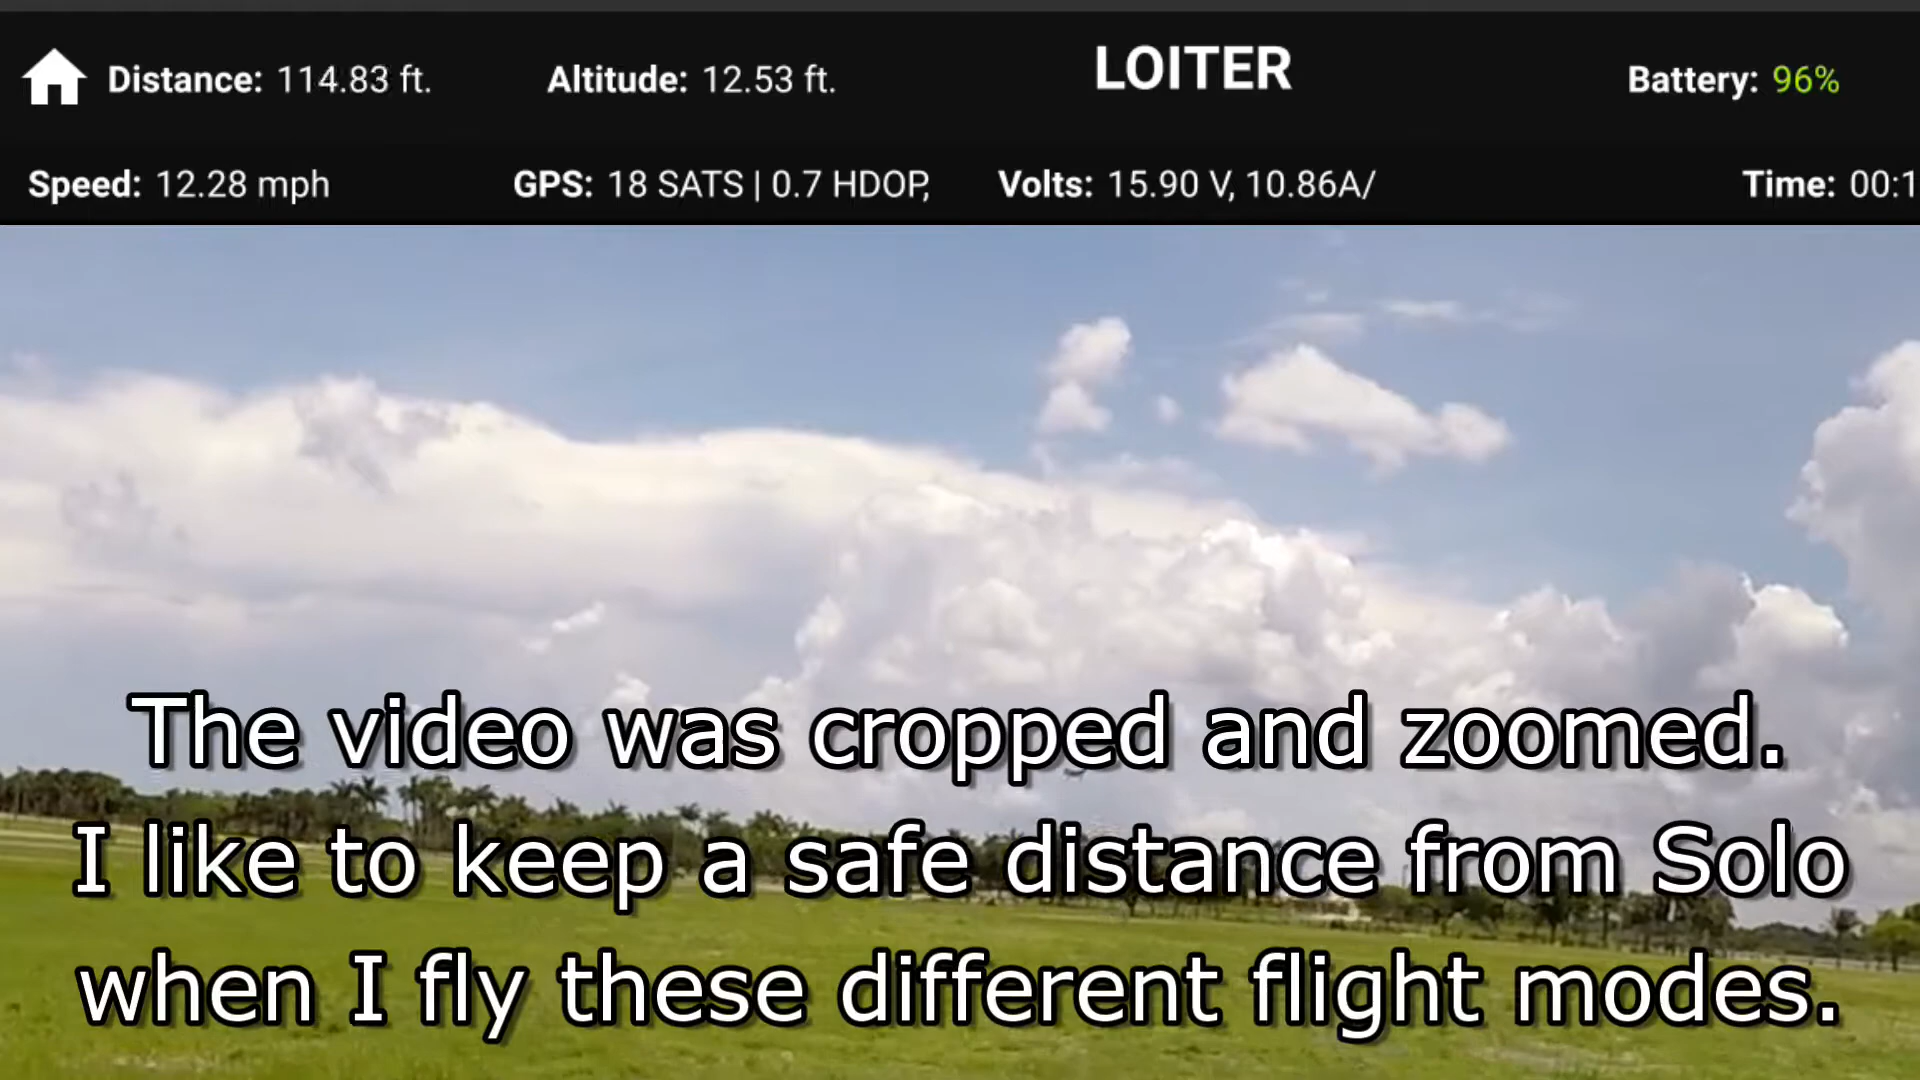 Distance: 114.83 ft. Altitude: 12.53 ft. LOITER Battery: 96%
Speed: 12.28 mph GPS: 18 SATS | 0.7 HDOP, Volts: 15.90 V, 10.86A/ Time: 00:1
The video was cropped and zoomed.
I like to keep a safe distance from Solo
when I fly these different flight modes.